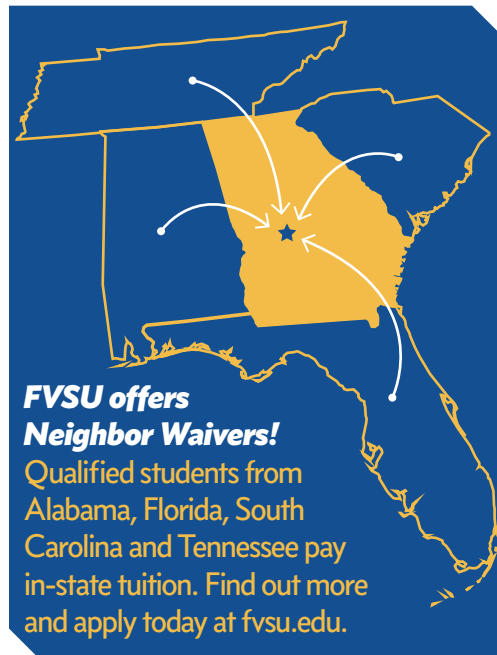 FVSU offers
Neighbor Waivers!
Qualified students from
Alabama, Florida, South
Carolina and Tennessee pay
in-state tuition. Find out more
and apply today at fvsu.edu.